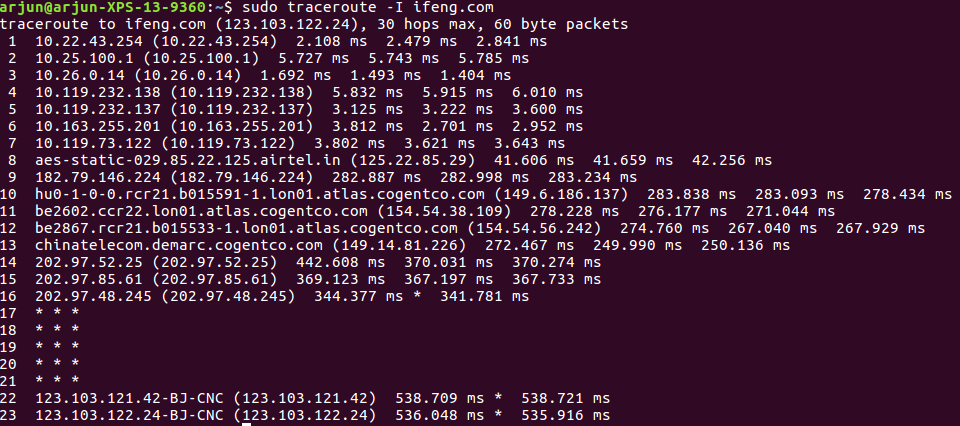 arjun@arjun-XPS-13-9360:~$ sudo traceroute -I ifeng.com
traceroute to ifeng.com (123.103.122.24), 30 hops max, 60 byte packets
 1  10.22.43.254 (10.22.43.254)  2.108 ms  2.479 ms  2.841 ms
 2  10.25.100.1 (10.25.100.1)  5.727 ms  5.743 ms  5.785 ms
 3  10.26.0.14 (10.26.0.14)  1.692 ms  1.493 ms  1.404 ms
 4  10.119.232.138 (10.119.232.138)  5.832 ms  5.915 ms  6.010 ms
 5  10.119.232.137 (10.119.232.137)  3.125 ms  3.222 ms  3.600 ms
 6  10.163.255.201 (10.163.255.201)  3.812 ms  2.701 ms  2.952 ms
 7  10.119.73.122 (10.119.73.122)  3.802 ms  3.621 ms  3.643 ms
 8  aes-static-029.85.22.125.airtel.in (125.22.85.29)  41.606 ms  41.659 ms  42.256 ms
 9  182.79.146.224 (182.79.146.224)  282.887 ms  282.998 ms  283.234 ms
10  hu0-1-0-0.rcr21.b015591-1.lon01.atlas.cogentco.com (149.6.186.137)  283.838 ms  283.093 ms  278.434 ms
11  be2602.ccr22.lon01.atlas.cogentco.com (154.54.38.109)  278.228 ms  276.177 ms  271.044 ms
12  be2867.rcr21.b015533-1.lon01.atlas.cogentco.com (154.54.56.242)  274.760 ms  267.040 ms  267.929 ms
13  chinatelecom.demarc.cogentco.com (149.14.81.226)  272.467 ms  249.990 ms  250.136 ms
14  202.97.52.25 (202.97.52.25)  442.608 ms  370.031 ms  370.274 ms
15  202.97.85.61 (202.97.85.61)  369.123 ms  367.197 ms  367.733 ms
16  202.97.48.245 (202.97.48.245)  344.377 ms *  341.781 ms
17  * * *
18  * * *
19  * * *
20  * * *
21  * * *
22  123.103.121.42-BJ-CNC (123.103.121.42)  538.709 ms *  538.721 ms
23  123.103.122.24-BJ-CNC (123.103.122.24)  536.048 ms *  535.916 ms